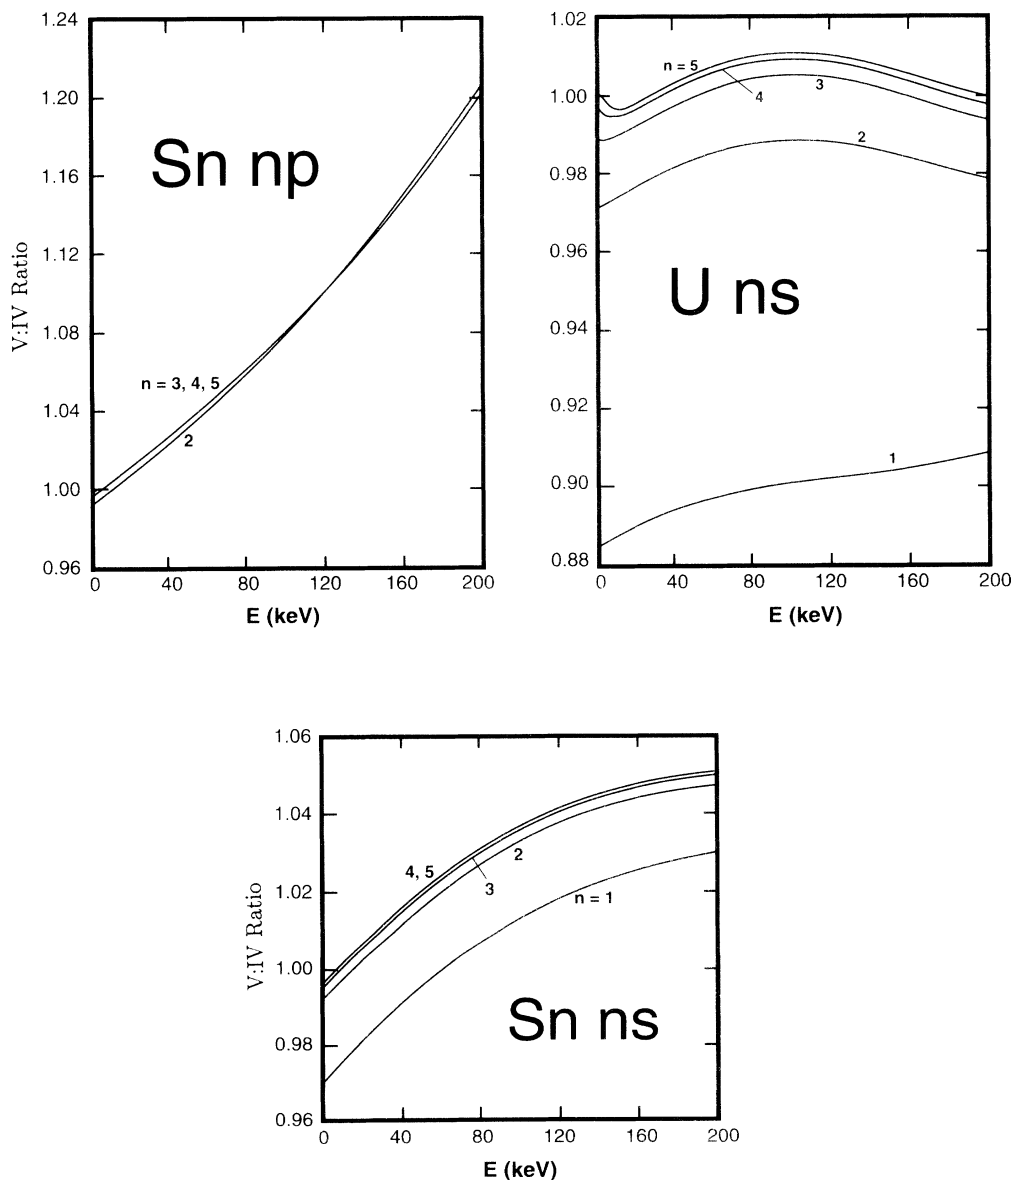 1.24
1.20
1.16
1.12
1.08
1.04
1.00
0.96
V:IV Ratio
Sn np
n = 3, 4, 5
2
0 40 80 120 160 200
E (keV)
1.02
1.00
0.98
0.96
0.94
0.92
0.90
0.88
n = 5
4
3
2
U ns
1
0 40 80 120 160 200
E (keV)
1.06
1.04
1.02
1.00
0.98
0.96
V:IV Ratio
4, 5
2
3
n = 1
Sn ns
0 40 80 120 160 200
E (keV)